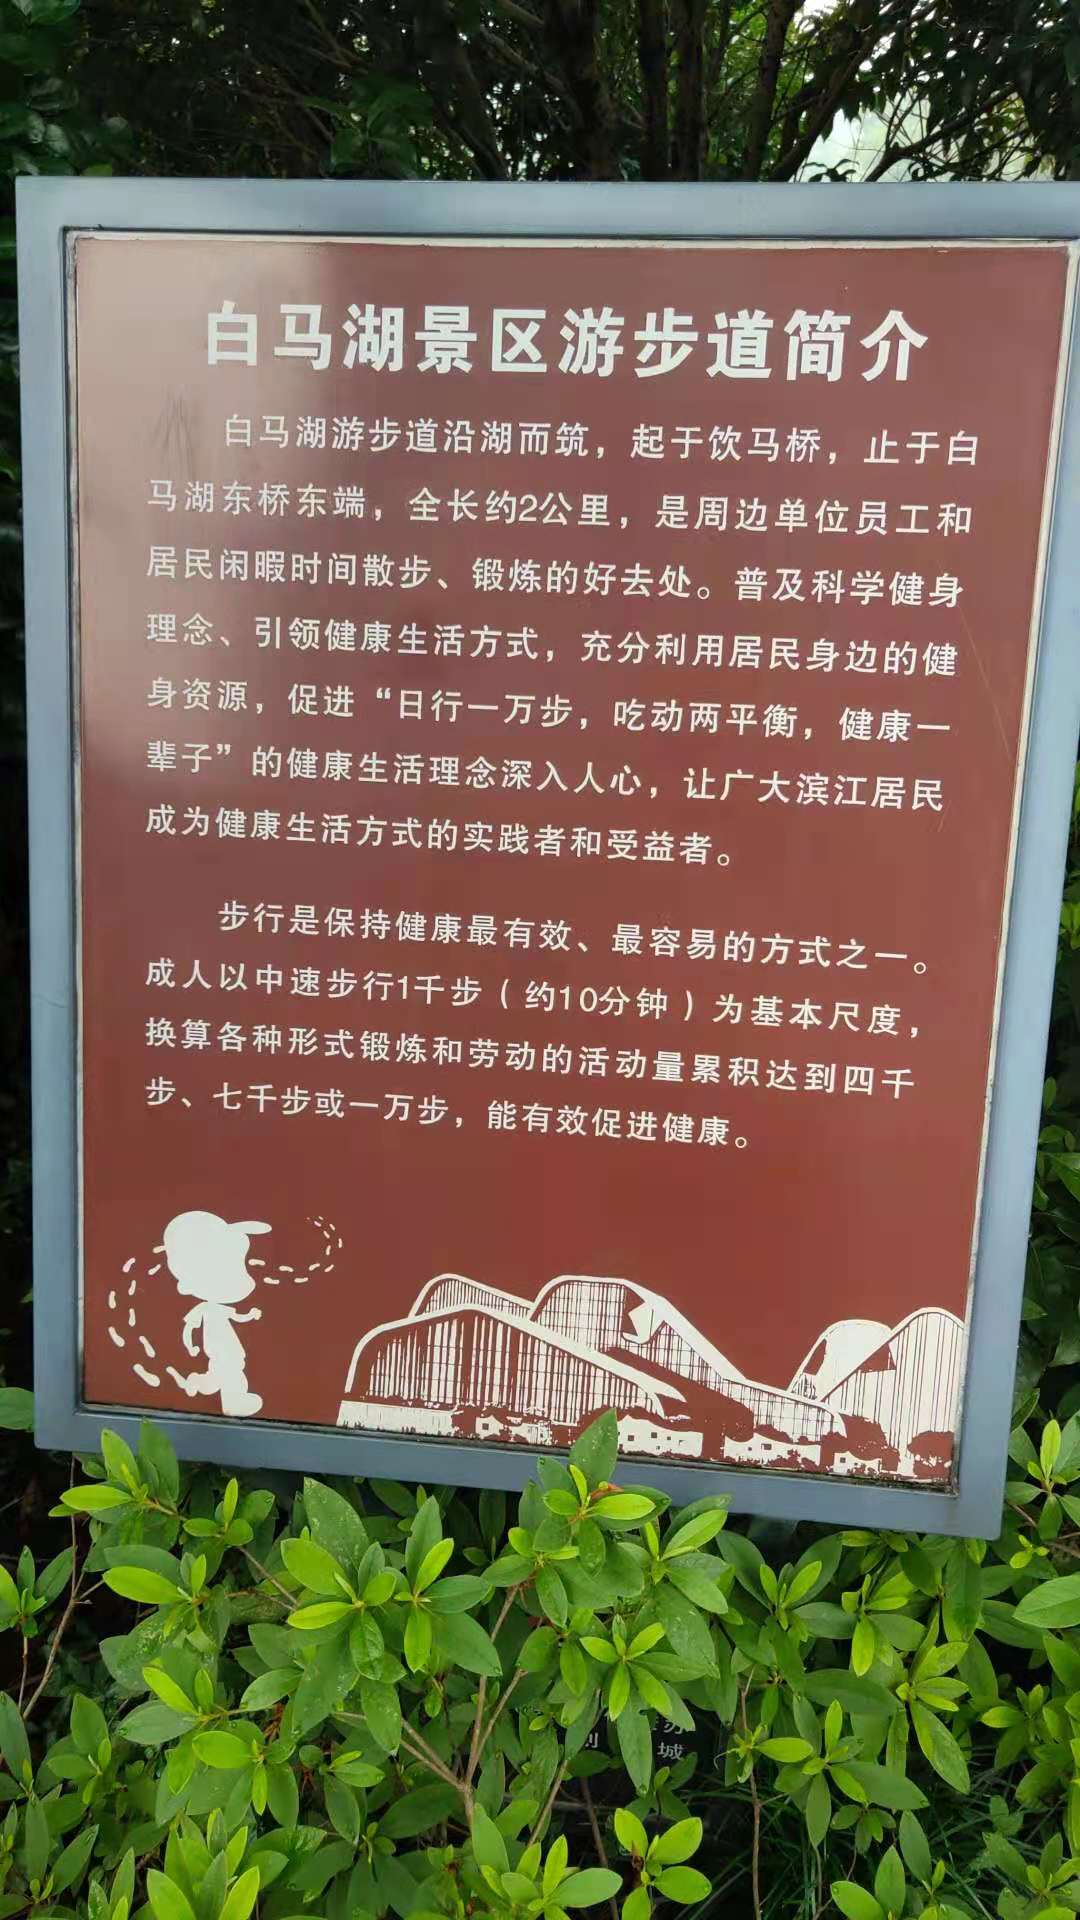 白马湖景区游步道简介
白马湖游步道沿湖而筑，起于饮马桥，止于白
马湖东桥东端，全长约2公里，是周边单位员工和
居民闲暇时间散步、锻炼的好去处。普及科学健身
理念、引领健康生活方式，充分利用居民身边的健
身资源，促进“日行一万步，吃动两平衡，健康一
辈子”的健康生活理念深入人心，让广大滨江居民
成为健康生活方式的实践者和受益者。
步行是保持健康最有效、最容易的方式之一。
成人以中速步行1千步（约10分钟）为基本尺度，
换算各种形式锻炼和劳动的活动量累积达到四千
步、七千步或一万步，能有效促进健康。
城